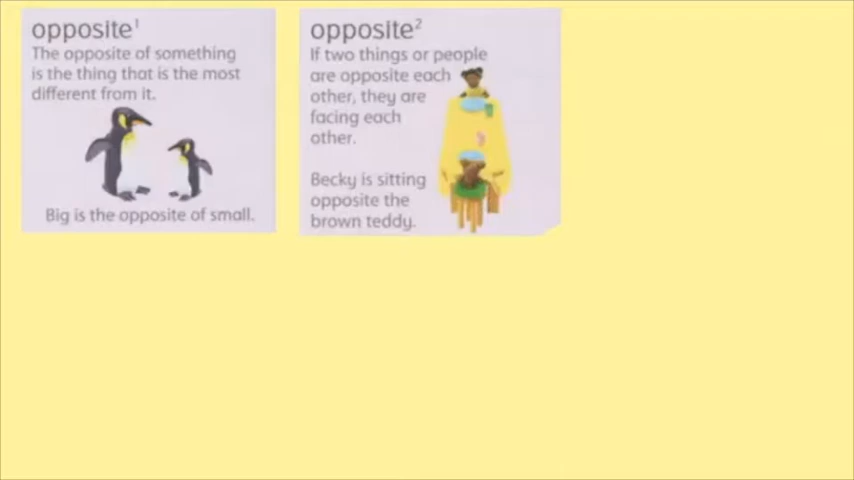 opposite¹
The opposite of something
is the thing that is the most
different from it.
Big is the opposite of small.
opposite²
If two things or people
are opposite each
other, they are
facing each
other.
Becky is sitting
opposite the
brown teddy.